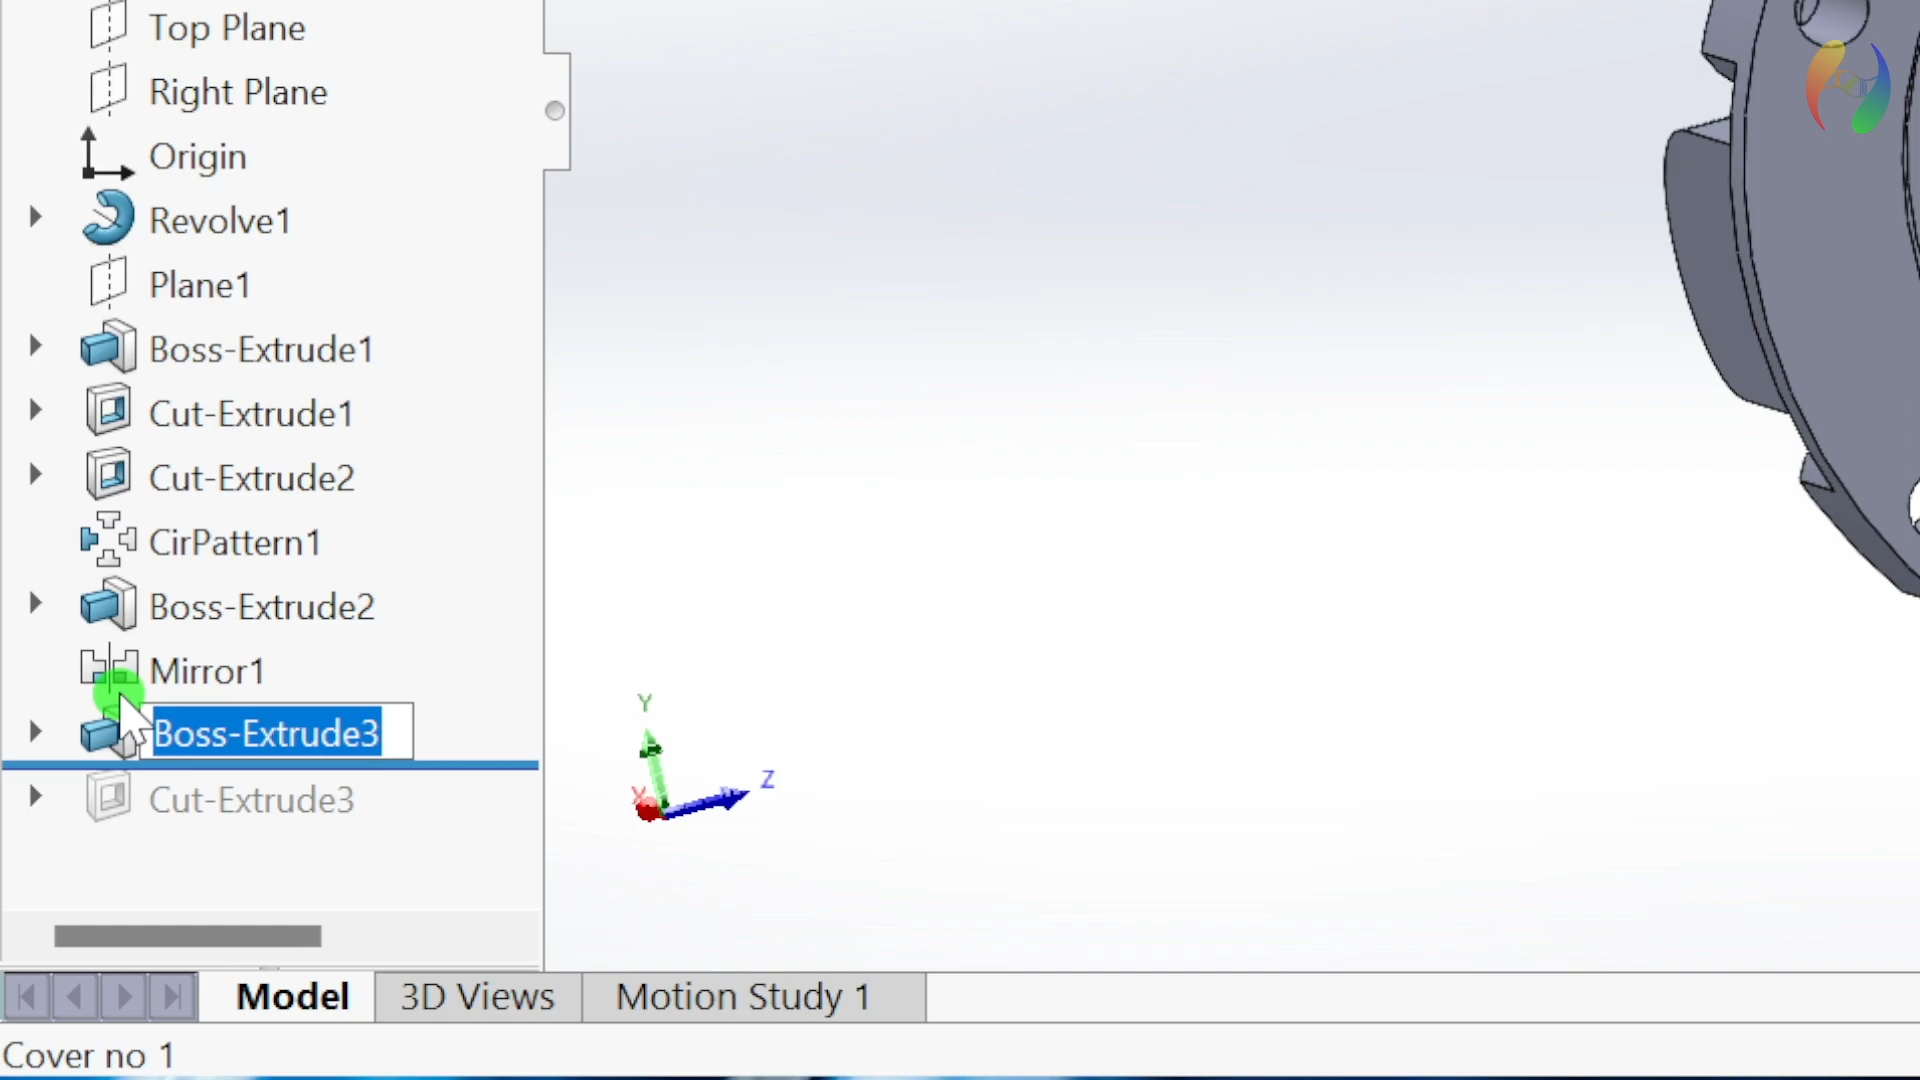 Top Plane
Right Plane
Origin
Revolve1
Plane1
Boss-Extrude1
Cut-Extrude1
Cut-Extrude2
CirPattern1
Boss-Extrude2
Mirror1
Boss-Extrude3
Cut-Extrude3
Y
X
Z
Model
3D Views
Motion Study 1
Cover no 1